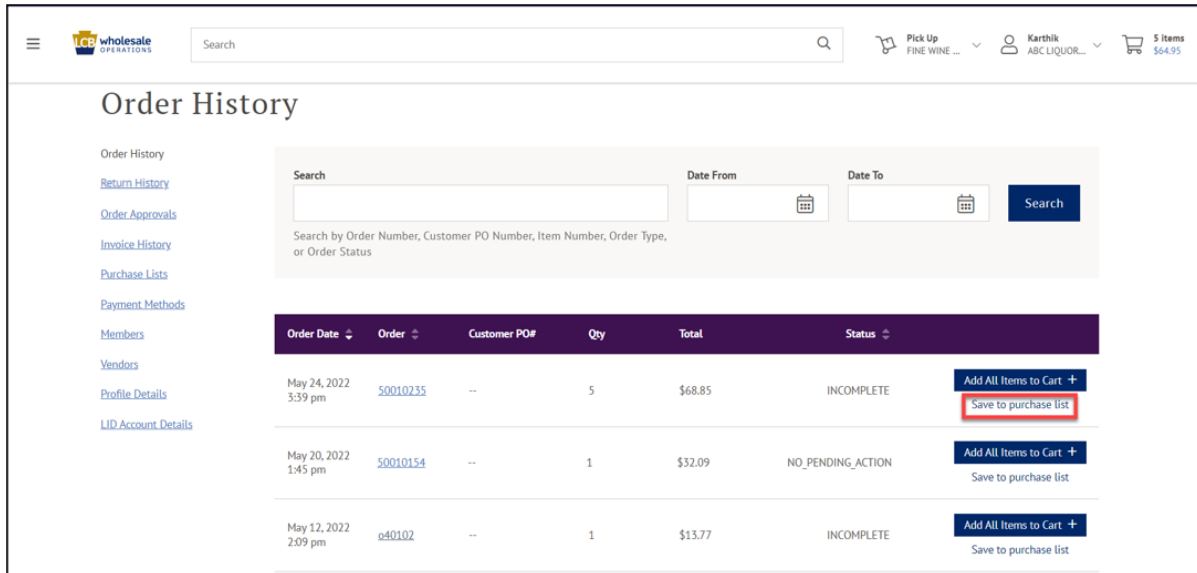 LCB wholesale
OPERATIONS
Search
Pick Up
FINE WINE ...
Karthik
ABC LIQUOR...
5 items
$64.95
Order History
Order History
Return History
Order Approvals
Invoice History
Purchase Lists
Payment Methods
Members
Vendors
Profile Details
LID Account Details
Search
Date From
Date To
Search
Search by Order Number, Customer PO Number, Item Number, Order Type,
or Order Status
Order Date Order Customer PO# Qty Total Status
May 24, 2022
3:39 pm
50010235 -- 5 $68.85 INCOMPLETE
Add All Items to Cart +
Save to purchase list
May 20, 2022
1:45 pm
50010154 -- 1 $32.09 NO_PENDING_ACTION
Add All Items to Cart +
Save to purchase list
May 12, 2022
2:09 pm
o40102 -- 1 $13.77 INCOMPLETE
Add All Items to Cart +
Save to purchase list